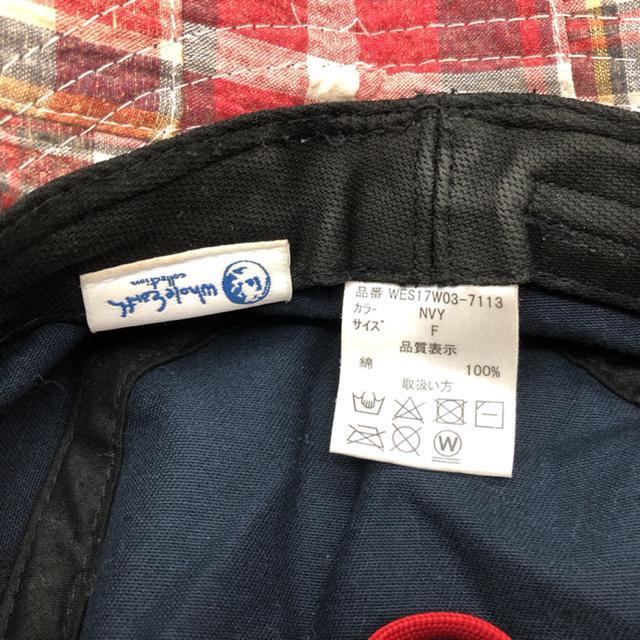 Whole Earth
collection
品番 WES17W03-7113
カラー NVY
サイズ F
品質表示
綿 100%
取扱い方
W